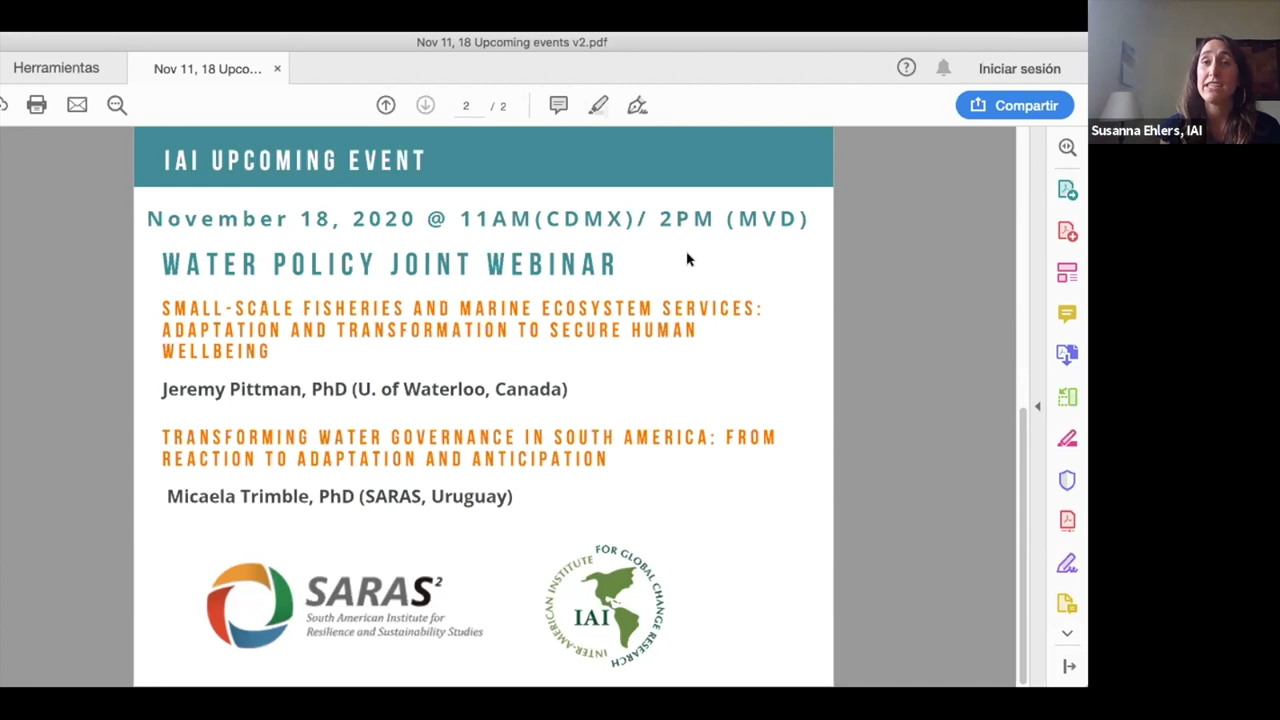 Nov 11, 18 Upcoming events v2.pdf
Herramientas
Nov 11, 18 Upco... ×
Iniciar sesión
2 / 2
Compartir
Susanna Ehlers, IAI
IAI UPCOMING EVENT
November 18, 2020 @ 11AM(CDMX)/ 2PM (MVD)
WATER POLICY JOINT WEBINAR
SMALL-SCALE FISHERIES AND MARINE ECOSYSTEM SERVICES:
ADAPTATION AND TRANSFORMATION TO SECURE HUMAN
WELLBEING
Jeremy Pittman, PhD (U. of Waterloo, Canada)
TRANSFORMING WATER GOVERNANCE IN SOUTH AMERICA: FROM
REACTION TO ADAPTATION AND ANTICIPATION
Micaela Trimble, PhD (SARAS, Uruguay)
SARAS²
South American Institute for
Resilience and Sustainability Studies
INTER-AMERICAN INSTITUTE FOR GLOBAL CHANGE RESEARCH
IAI